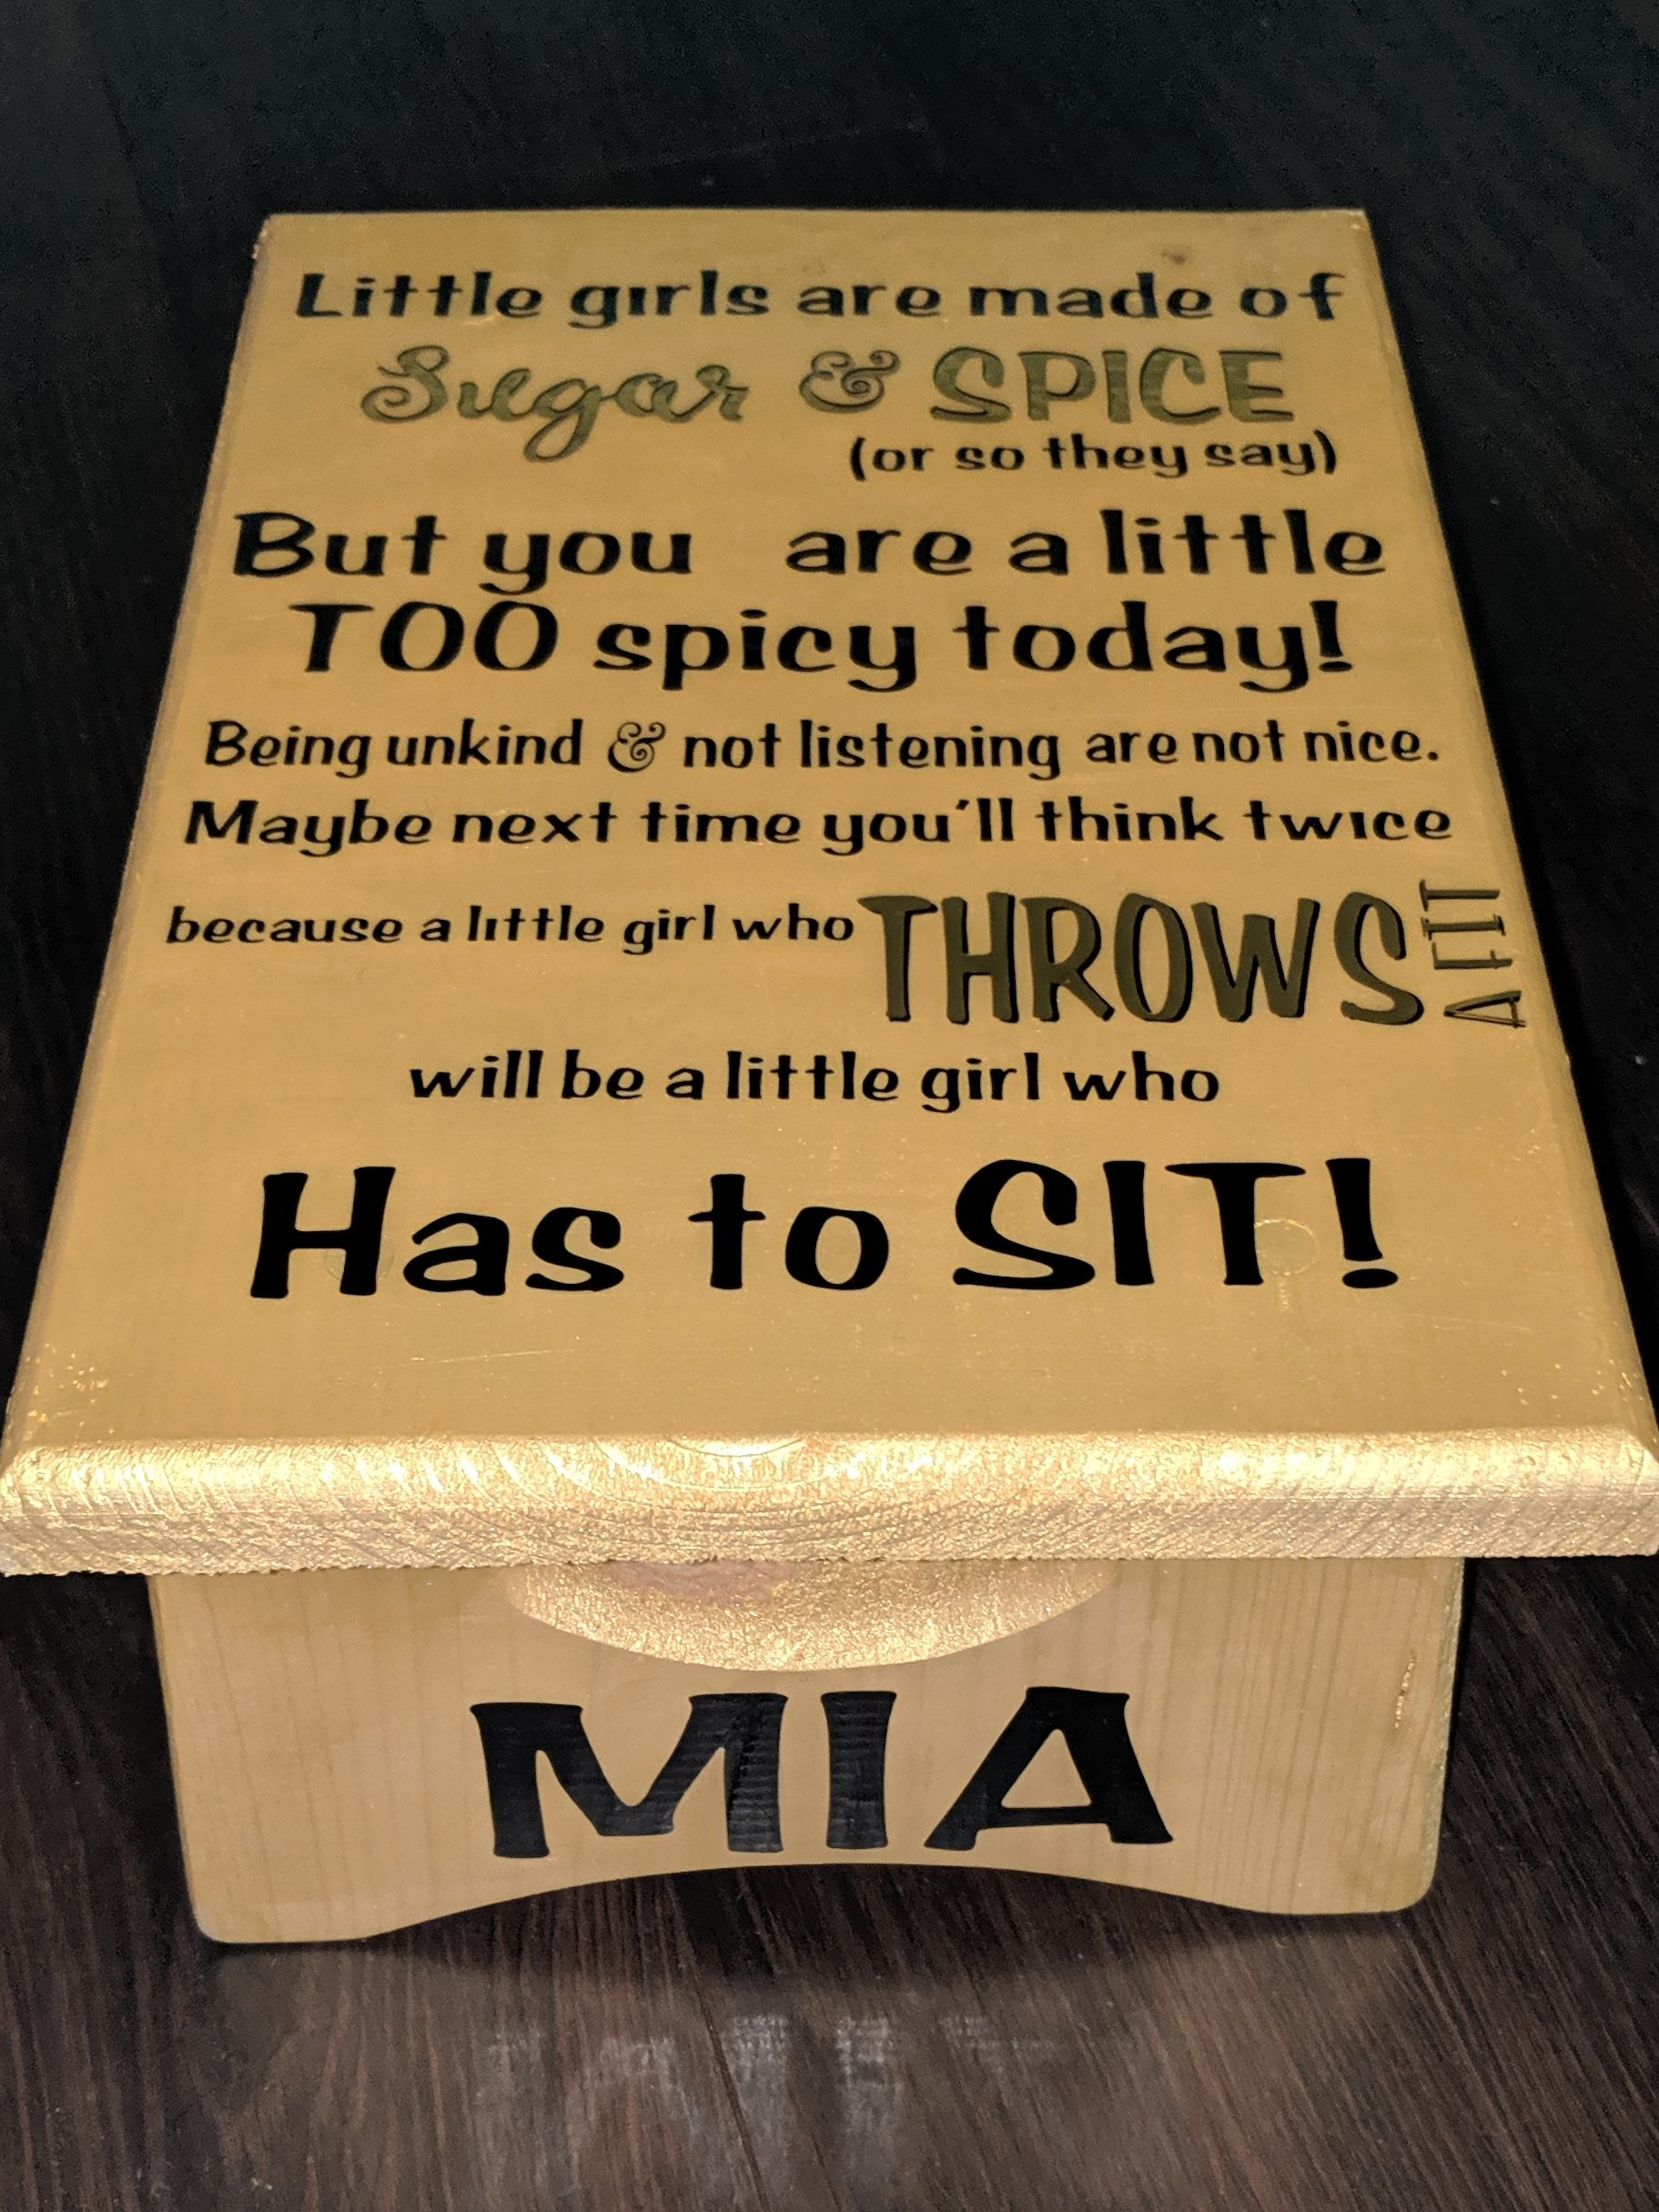 Little girls are made of
Sugar & SPICE
(or so they say)
But you are a little
TOO spicy today!
Being unkind & not listening are not nice.
Maybe next time you'll think twice
because a little girl who THROWS A FIT
will be a little girl who
Has to SIT!
MIA